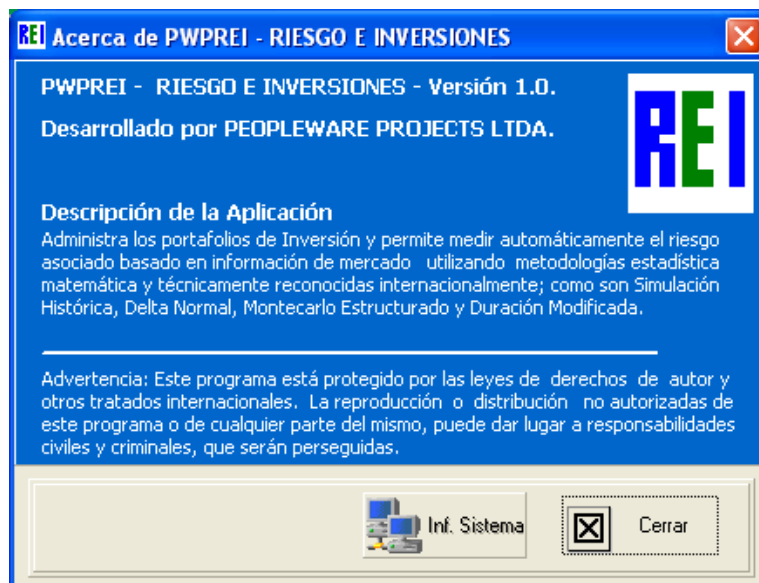 REI Acerca de PWPREI - RIESGO E INVERSIONES
PWPREI - RIESGO E INVERSIONES - Versión 1.0.
Desarrollado por PEOPLEWARE PROJECTS LTDA.
REI
Descripción de la Aplicación
Administra los portafolios de Inversión y permite medir automáticamente el riesgo
asociado basado en información de mercado utilizando metodologías estadística
matemática y técnicamente reconocidas internacionalmente; como son Simulación
Histórica, Delta Normal, Montecarlo Estructurado y Duración Modificada.
Advertencia: Este programa está protegido por las leyes de derechos de autor y
otros tratados internacionales. La reproducción o distribución no autorizadas de
este programa o de cualquier parte del mismo, puede dar lugar a responsabilidades
civiles y criminales, que serán perseguidas.
Inf. Sistema
Cerrar